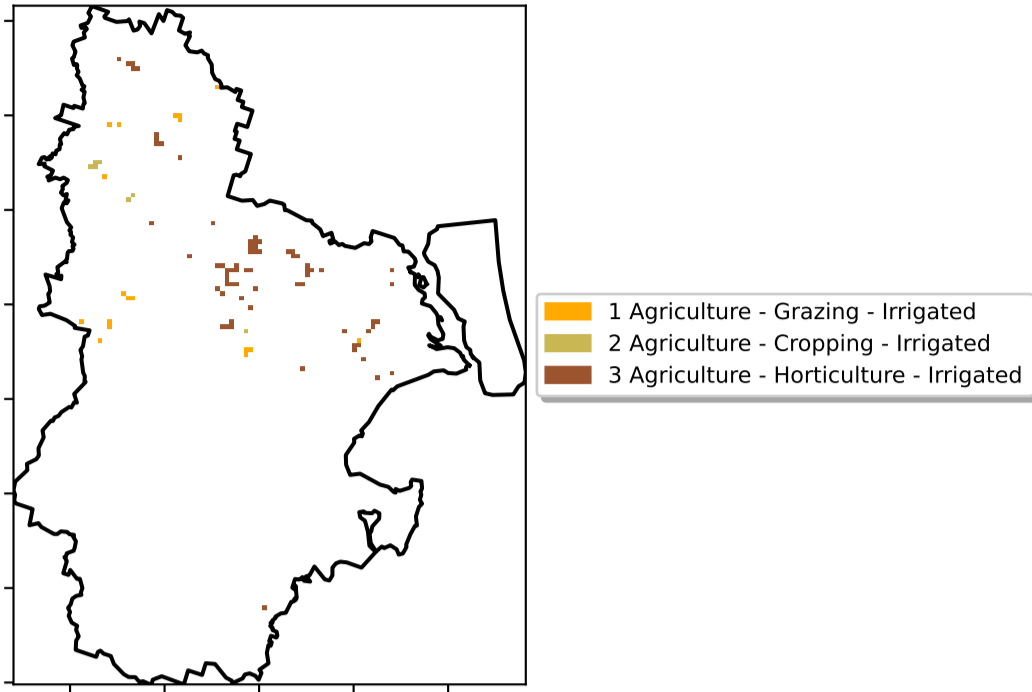 1 Agriculture - Grazing - Irrigated
2 Agriculture - Cropping - Irrigated
3 Agriculture - Horticulture - Irrigated